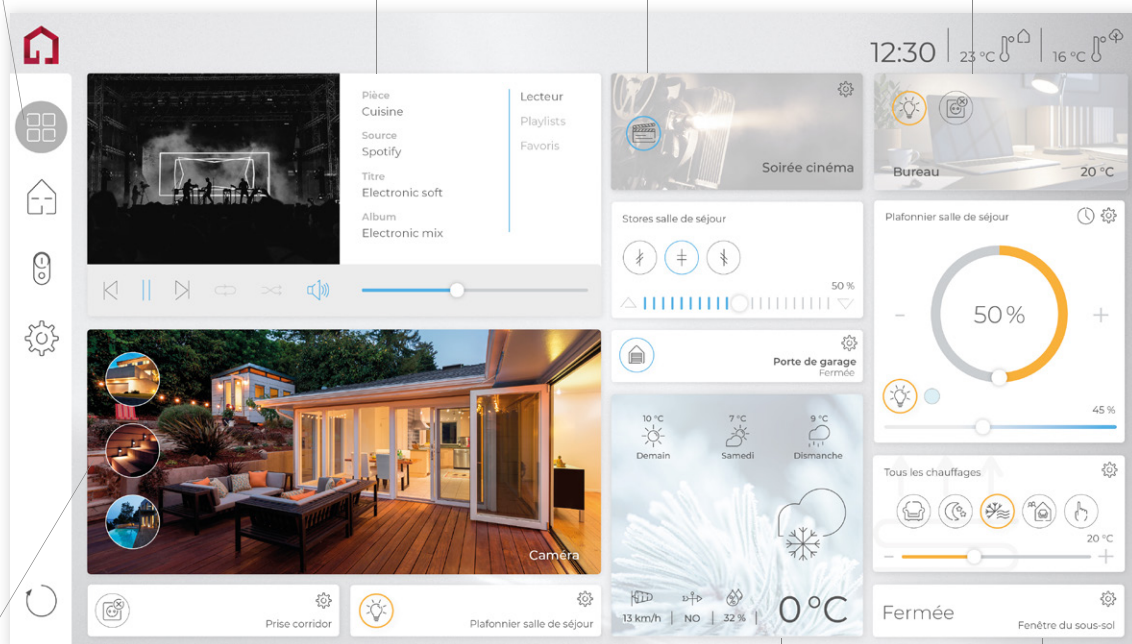 12:30
23 °C
16 °C
Pièce
Cuisine
Source
Spotify
Titre
Electronic soft
Album
Electronic mix
Lecteur
Playlists
Favoris
Soirée cinéma
Bureau
20 °C
Stores salle de séjour
50 %
Plafonnier salle de séjour
50 %
45 %
Porte de garage
Fermée
Caméra
10 °C
Demain
7 °C
Samedi
9 °C
Dismanche
13 km/h
NO
32 %
0°C
Tous les chauffages
20 °C
Prise corridor
Plafonnier salle de séjour
Fermée
Fenêtre du sous-sol